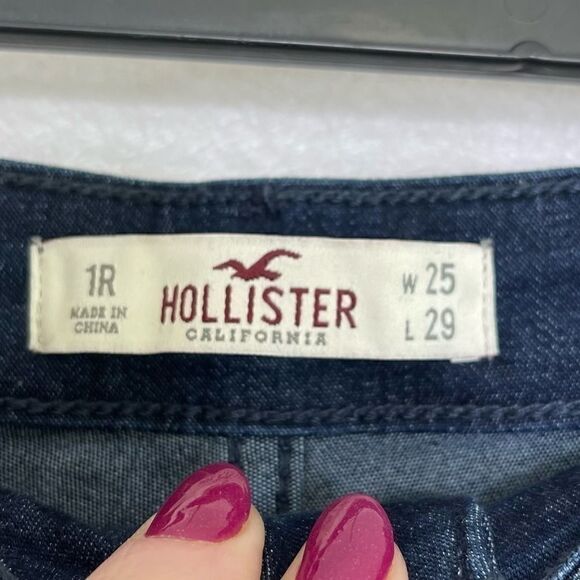 1R
MADE IN
CHINA
HOLLISTER
CALIFORNIA
W 25
L 29